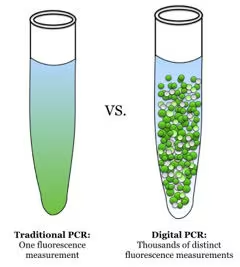 VS.
Traditional PCR:
One fluorescence
measurement
Digital PCR:
Thousands of distinct
fluorescence measurements